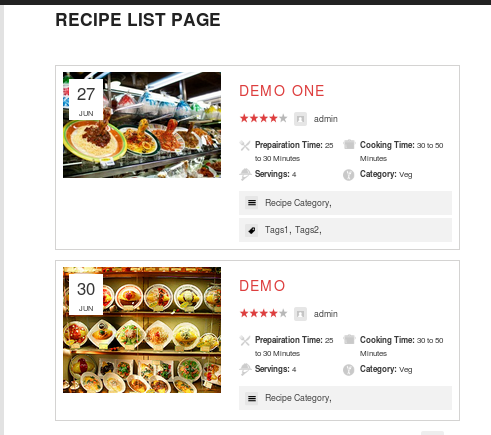 RECIPE LIST PAGE
27
JUN
DEMO ONE
admin
Prepairation Time: 25 to 30 Minutes
Cooking Time: 30 to 50 Minutes
Servings: 4
Category: Veg
Recipe Category,
Tags1, Tags2,
30
JUN
DEMO
admin
Prepairation Time: 25 to 30 Minutes
Cooking Time: 30 to 50 Minutes
Servings: 4
Category: Veg
Recipe Category,